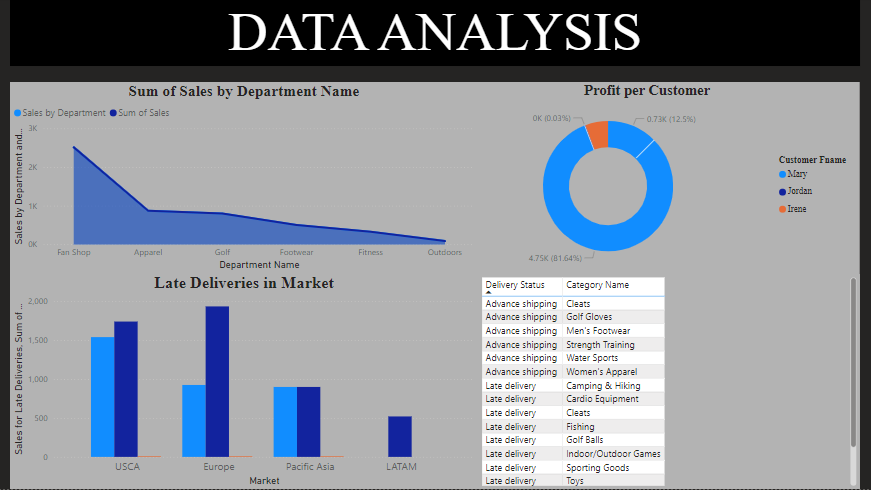 DATA ANALYSIS
Sum of Sales by Department Name
Sales by Department Sum of Sales
Sales by Department and...
3K
2K
1K
0K
Fan Shop Apparel Golf Footwear Fitness Outdoors
Department Name
Profit per Customer
0K (0.03%) 0.73K (12.5%)
4.75K (81.64%)
Customer Fname
Mary
Jordan
Irene
Late Deliveries in Market
Sales for Late Deliveries, Sum of ...
2,000
1,500
1,000
500
0
USCA Europe Pacific Asia LATAM
Market
Delivery Status Category Name
Advance shipping Cleats
Advance shipping Golf Gloves
Advance shipping Men's Footwear
Advance shipping Strength Training
Advance shipping Water Sports
Advance shipping Women's Apparel
Late delivery Camping & Hiking
Late delivery Cardio Equipment
Late delivery Cleats
Late delivery Fishing
Late delivery Golf Balls
Late delivery Indoor/Outdoor Games
Late delivery Sporting Goods
Late delivery Toys